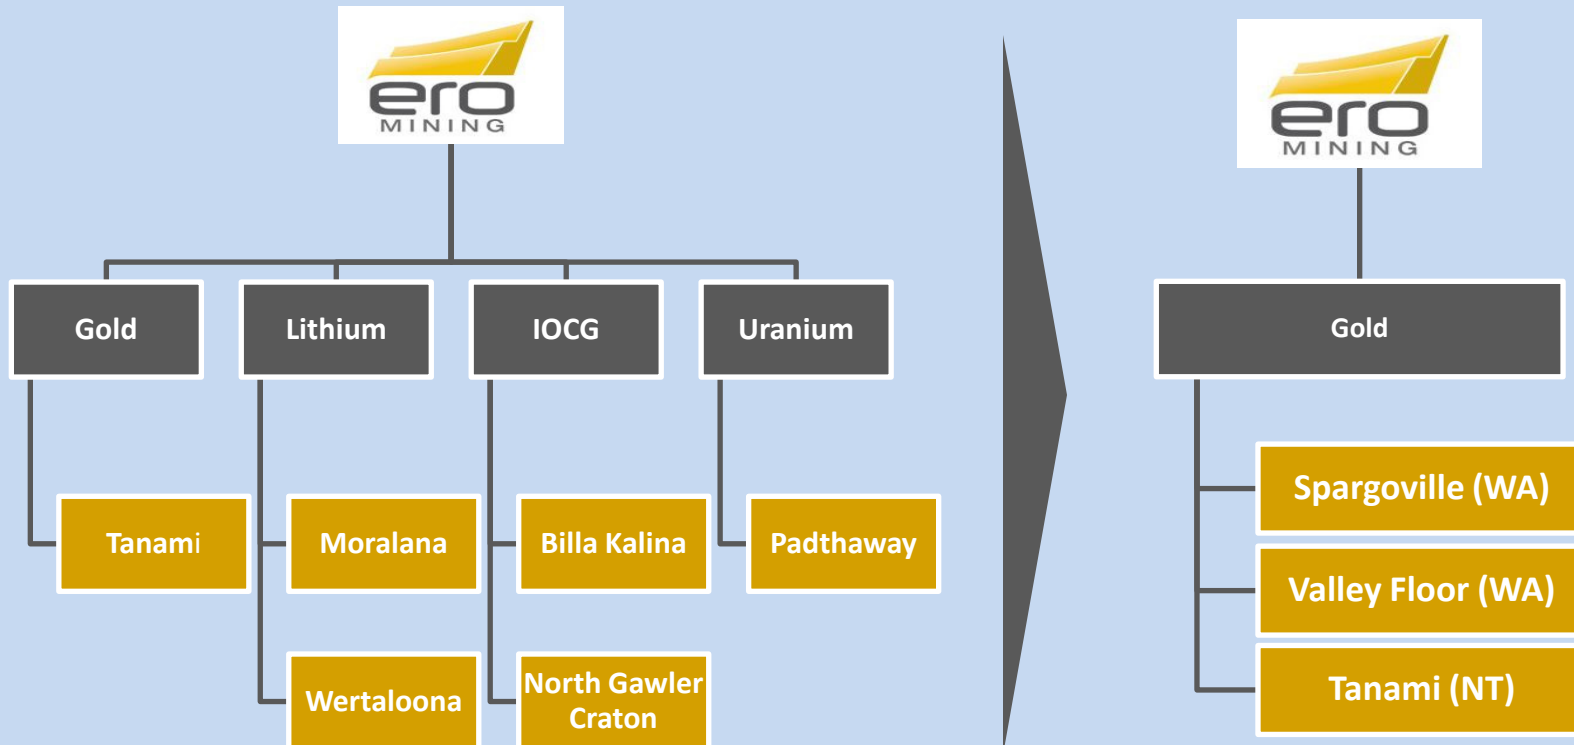 ero
MINING
Gold
Lithium
IOCG
Uranium
Tanami
Moralana
Billa Kalina
Padthaway
Wertaloona
North Gawler
Craton
ero
MINING
Gold
Spargoville (WA)
Valley Floor (WA)
Tanami (NT)